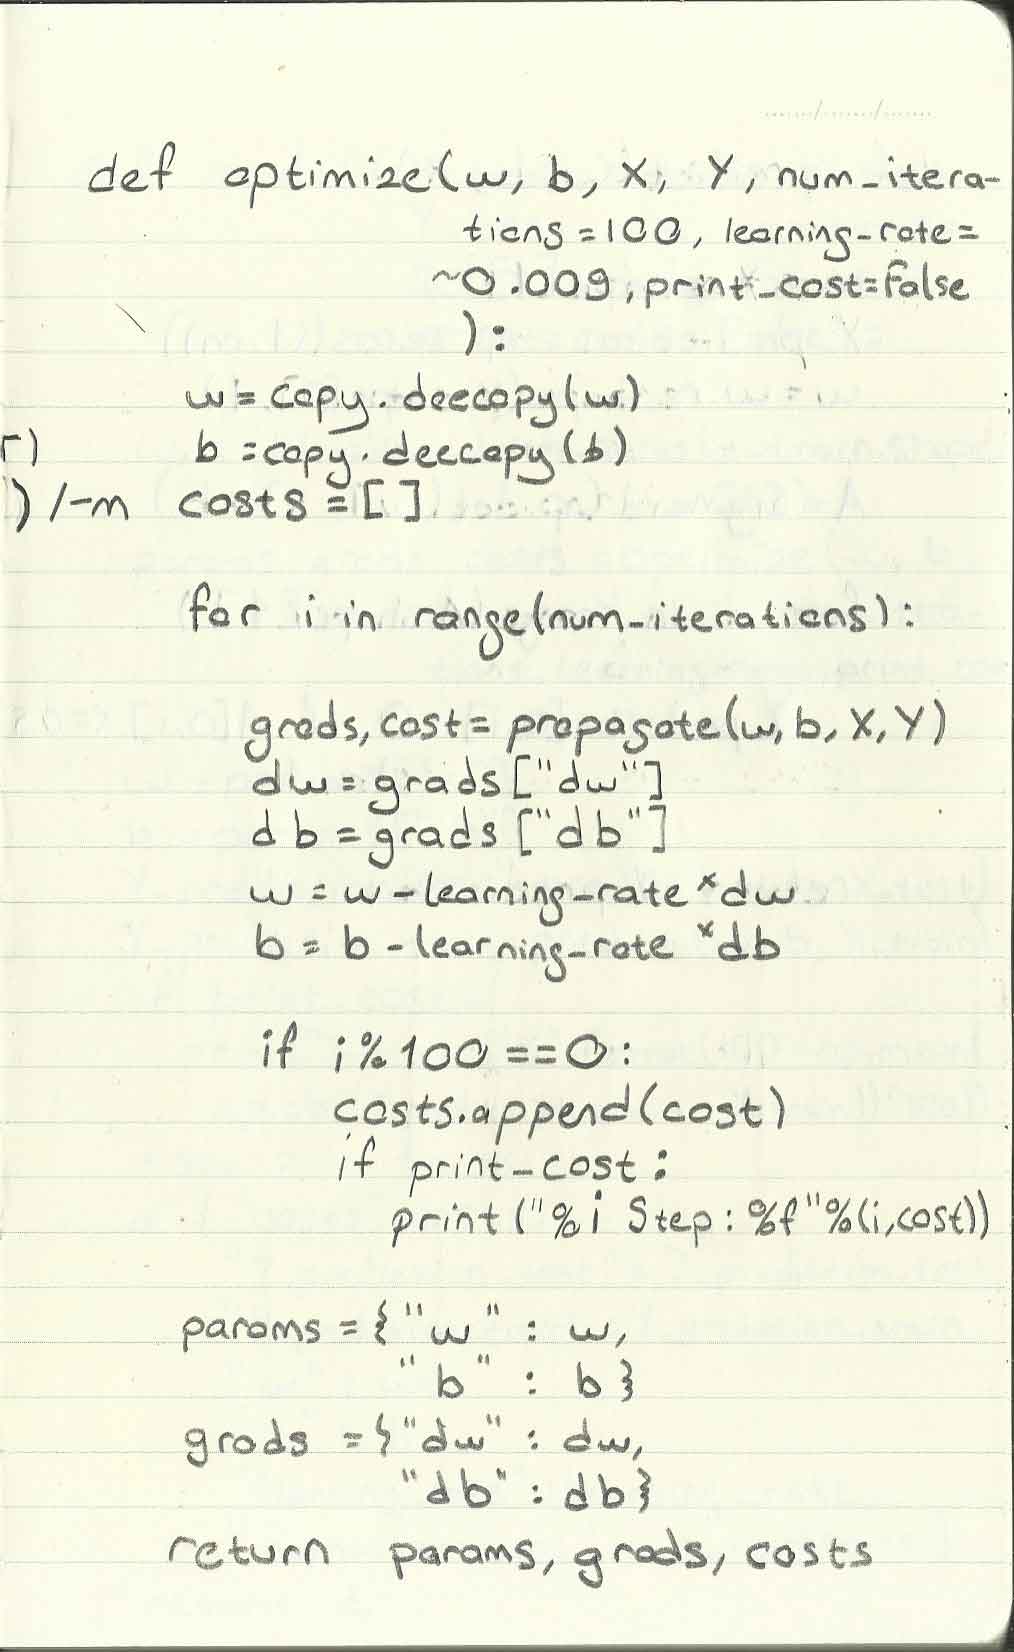 def optimize(w, b, X, Y, num_itera-
tions=100, learning_rate=
~0.009, print_cost=False
):
w = copy.deecopy(w)
r) b =copy.deecopy(b)
) /-m costs = []
for i in range(num_iterations):
grads, cost = propagate(w, b, X, Y)
dw = grads["dw"]
db = grads["db"]
w = w - learning_rate *dw
b = b - learning_rate *db
if i%100 ==0:
costs.append(cost)
if print_cost:
print("%i Step: %f"%(i,cost))
params = {"w" : w,
"b" : b}
grads = {"dw" : dw,
"db" : db}
return params, grads, costs